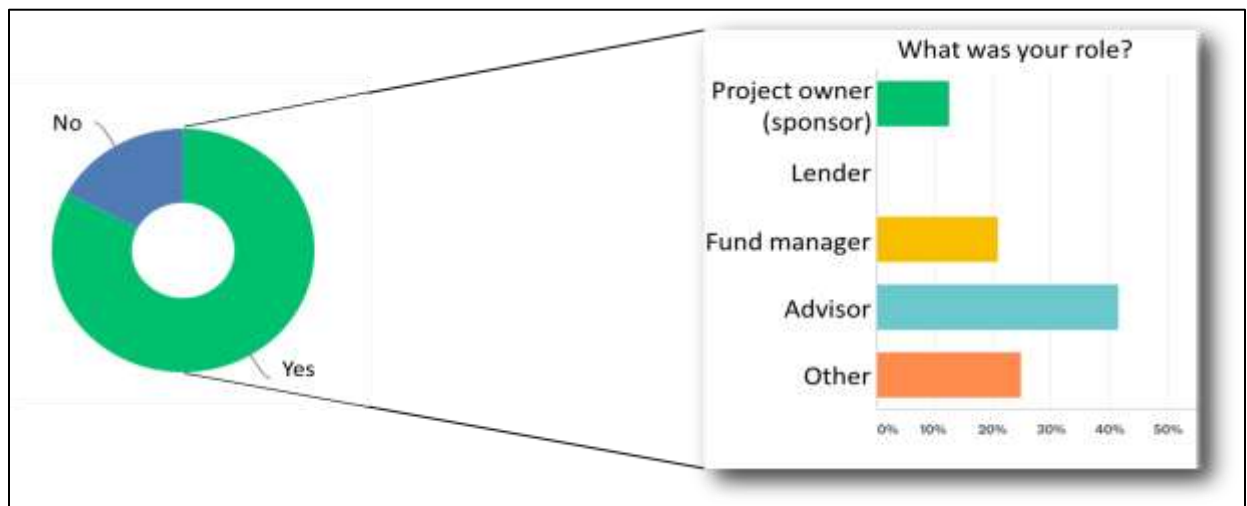 No
Yes
What was your role?
Project owner
(sponsor)
Lender
Fund manager
Advisor
Other
0% 10% 20% 30% 40% 50%